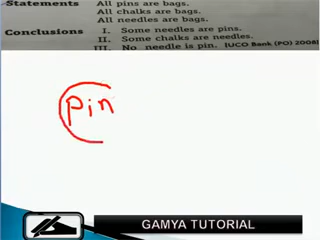 Statements All pins are bags.
All chalks are bags.
All needles are bags.
Conclusions I. Some needles are pins.
II. Some chalks are needles.
III. No needle is pin. [UCO Bank (PO) 2008]
Pin
GAMYA TUTORIAL